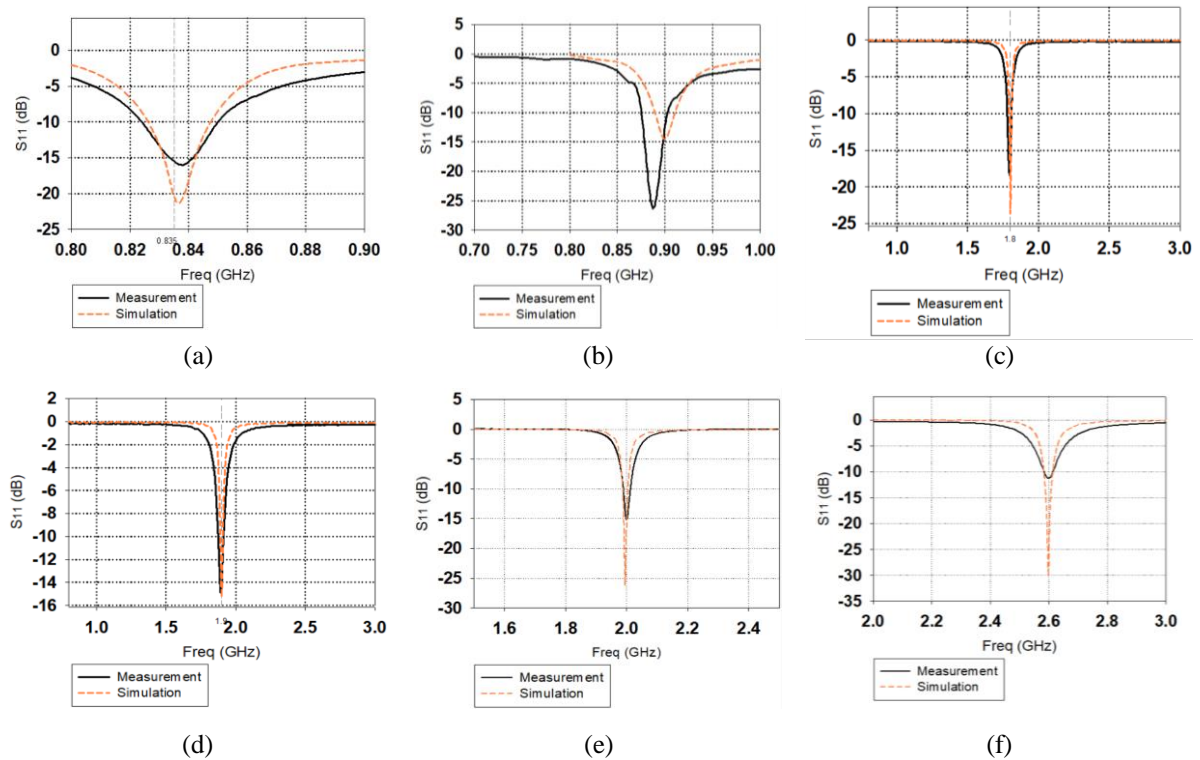 0
-5
-10
-15
-20
-25
S11 (dB)
0.80 0.82 0.84 0.86 0.88 0.90
0.835
Freq (GHz)
Measurement
Simulation
(a)
5
0
-5
-10
-15
-20
-25
-30
S11 (dB)
0.70 0.75 0.80 0.85 0.90 0.95 1.00
Freq (GHz)
Measurement
Simulation
(b)
0
-5
-10
-15
-20
-25
S11 (dB)
1.0 1.5 2.0 2.5 3.0
1.8
Freq (GHz)
Measurement
Simulation
(c)
2
0
-2
-4
-6
-8
-10
-12
-14
-16
S11 (dB)
1.0 1.5 2.0 2.5 3.0
1.9
Freq (GHz)
Measurement
Simulation
(d)
5
0
-5
-10
-15
-20
-25
-30
S11 (dB)
1.6 1.8 2.0 2.2 2.4
Freq (GHz)
Measurement
Simulation
(e)
0
-5
-10
-15
-20
-25
-30
-35
S11 (dB)
2.0 2.2 2.4 2.6 2.8 3.0
Freq (GHz)
Measurement
Simulation
(f)